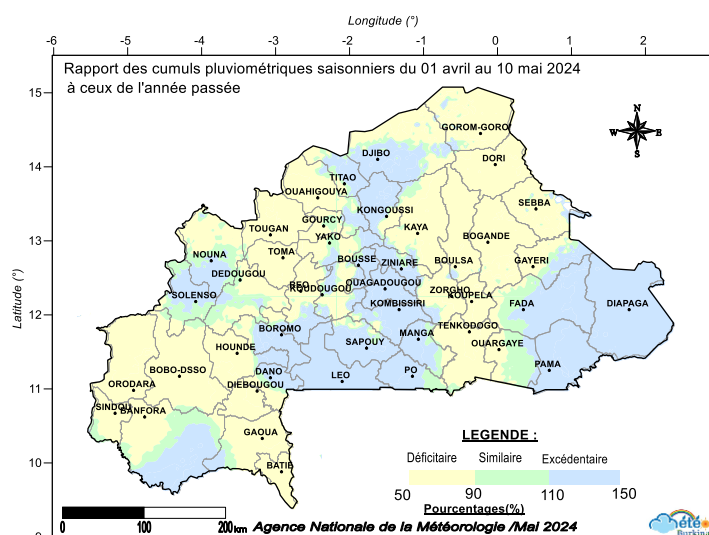 Longitude (°)
-6 -5 -4 -3 -2 -1 0 1 2
Rapport des cumuls pluviométriques saisonniers du 01 avril au 10 mai 2024
à ceux de l'année passée
Latitude (°)
15
14
13
12
11
10
9
N
W E
S
GOROM-GORO
DJIBO
DORI
TITAO
OUAHIGOUYA
SEBBA
KONGOUSSI
GOURCY
KAYA
TOUGAN
YAKO
BOGANDE
TOMA
NOUNA
BOUSSE
ZINIARE
BOULSA
GAYERI
DEDOUGOU
REO
OUAGADOUGOU
KOUDOUGOU
ZORGHO
SOLENSO
KOUPELA
KOMBISSIRI
FADA
DIAPAGA
BOROMO
MANGA
TENKODOGO
HOUNDE
SAPOUY
OUARGAYE
BOBO-DSSO
DANO
LEO
PO
PAMA
ORODARA
DIEBOUGOU
SINDOU
BANFORA
GAOUA
BATIE
LEGENDE :
Déficitaire Similaire Excédentaire
50 90 110 150
Pourcentages(%)
0 100 200 km
Agence Nationale de la Météorologie /Mai 2024
météo
Burkina